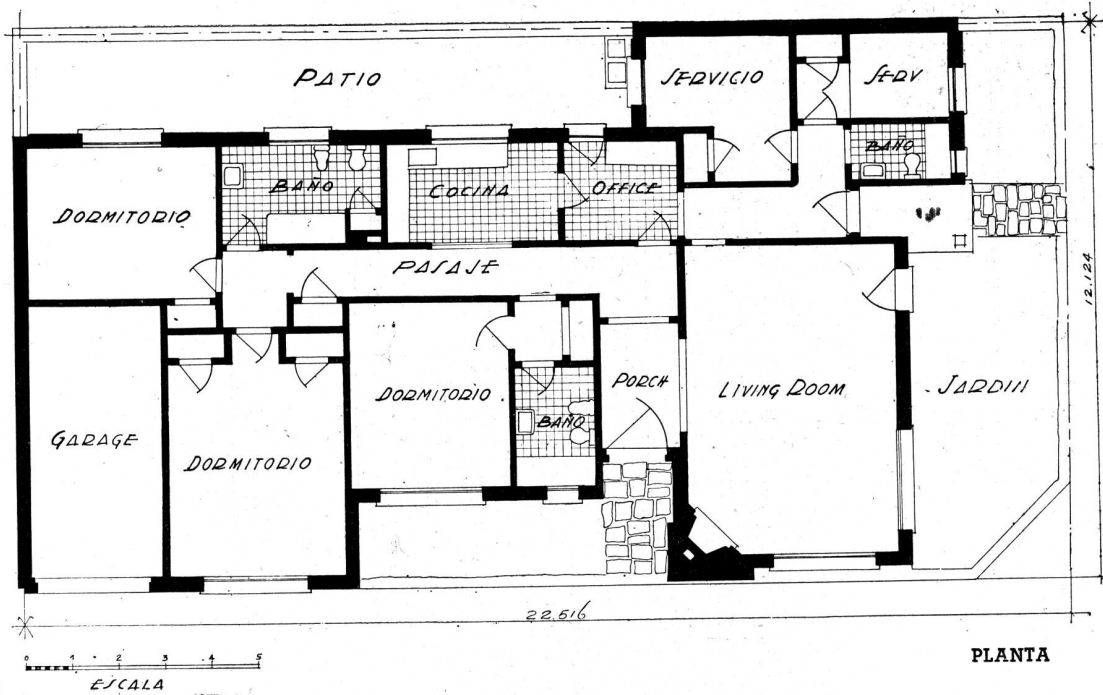 PATIO
SERVICIO
SERV
BAÑO
DORMITORIO
BAÑO
COCINA
OFFICE
PASAJE
GARAGE
DORMITORIO
DORMITORIO
BAÑO
PORCH
LIVING ROOM
JARDIN
12.124
22.516
0 1 2 3 4 5
ESCALA
PLANTA